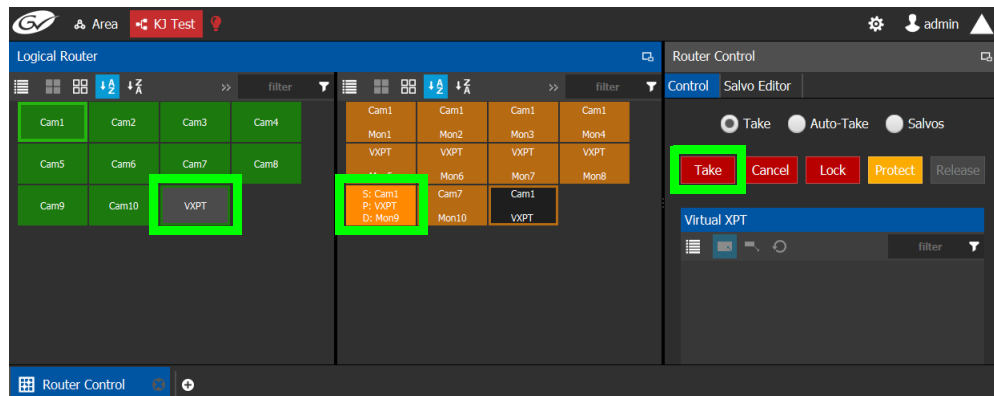 GV Area KJ Test admin
Logical Router
Router Control
filter
filter
Control Salvo Editor
Take Auto-Take Salvos
Take Cancel Lock Protect Release
Virtual XPT
filter
Cam1 Cam2 Cam3 Cam4
Cam5 Cam6 Cam7 Cam8
Cam9 Cam10 VXPT
Cam1 Cam1 Cam1 Cam1
Mon1 Mon2 Mon3 Mon4
VXPT VXPT VXPT VXPT
Mon6 Mon7 Mon8
S: Cam1 Cam7 Cam1
P: VXPT
D: Mon9 Mon10 VXPT
Router Control